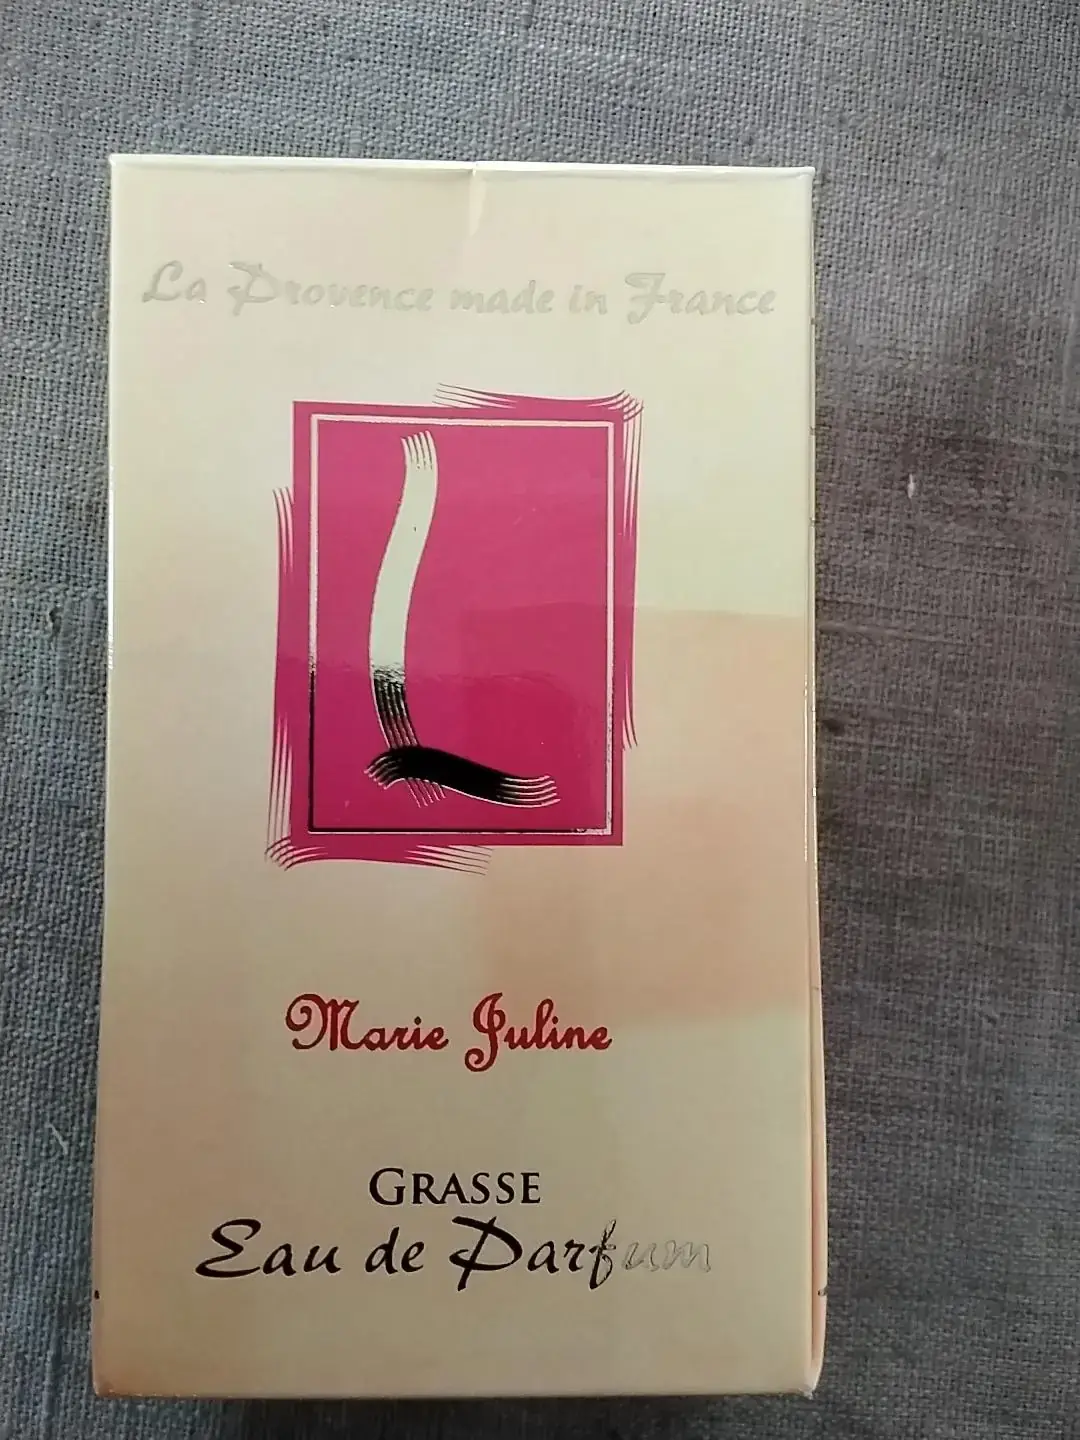 La Provence made in France
L
Marie Juline
GRASSE
Eau de Parfum